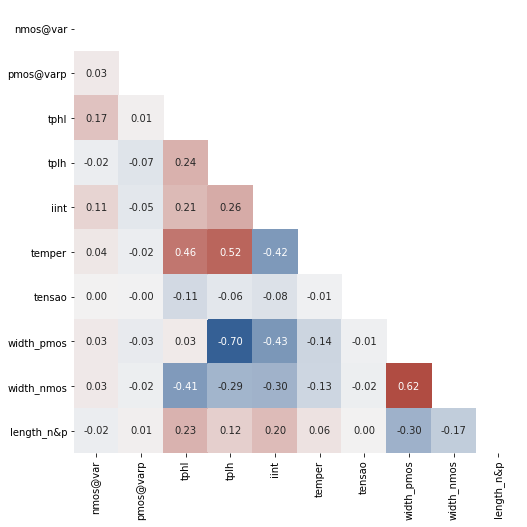 nmos@var
pmos@varp 0.03
tphl 0.17 0.01
tplh -0.02 -0.07 0.24
iint 0.11 -0.05 0.21 0.26
temper 0.04 -0.02 0.46 0.52 -0.42
tensao 0.00 -0.00 -0.11 -0.06 -0.08 -0.01
width_pmos 0.03 -0.03 0.03 -0.70 -0.43 -0.14 -0.01
width_nmos 0.03 -0.02 -0.41 -0.29 -0.30 -0.13 -0.02 0.62
length_n&p -0.02 0.01 0.23 0.12 0.20 0.06 0.00 -0.30 -0.17
nmos@var
pmos@varp
tphl
tplh
iint
temper
tensao
width_pmos
width_nmos
length_n&p